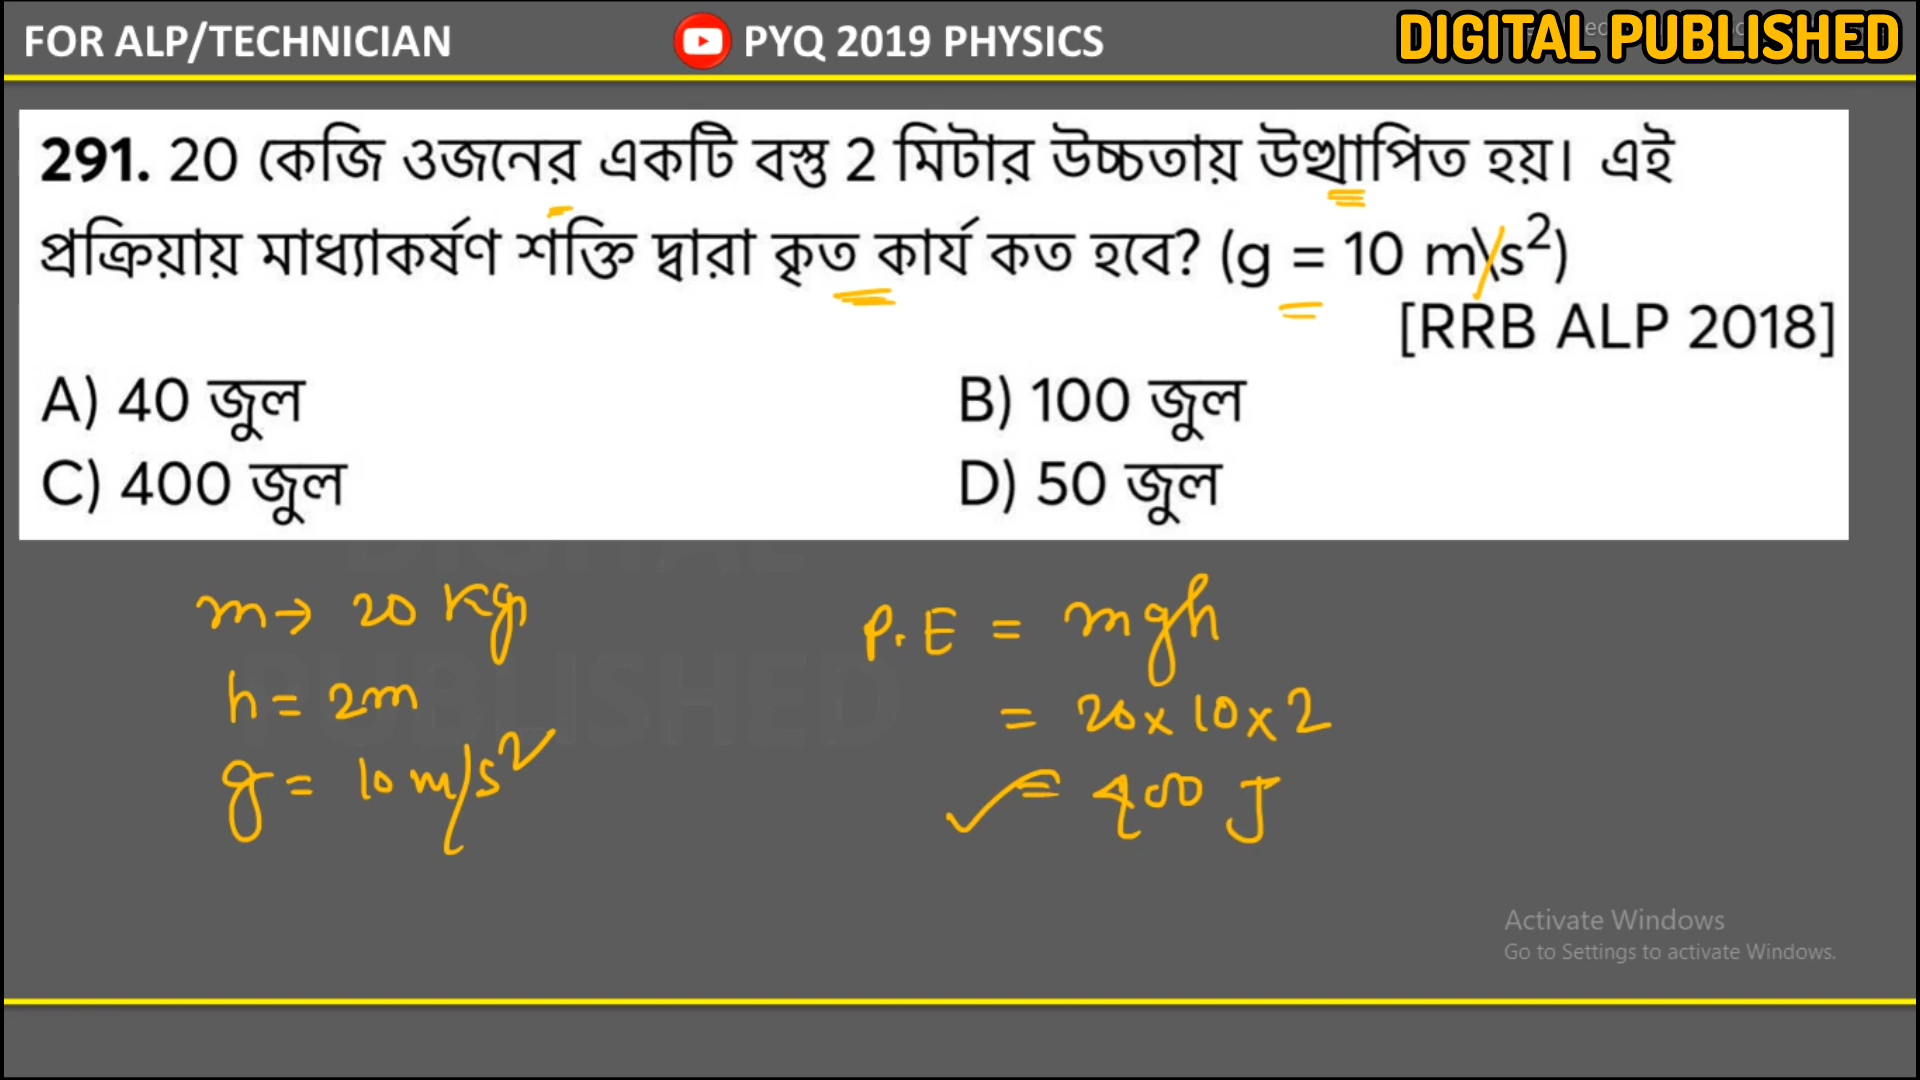 FOR ALP/TECHNICIAN
PYQ 2019 PHYSICS
DIGITAL PUBLISHED
291. 20 কেজি ওজনের একটি বস্তু 2 মিটার উচ্চতায় উত্থাপিত হয়। এই
প্রক্রিয়ায় মাধ্যাকর্ষণ শক্তি দ্বারা কৃত কার্য কত হবে? (g = 10 m\s²)
[RRB ALP 2018]
A) 40 জুল
B) 100 জুল
C) 400 জুল
D) 50 জুল
m → 20 Kg
h = 2m
g = 10 m/s²
P.E = mgh
= 20 x 10 x 2
= 400 J
DIGITAL
PUBLISHED
Activate Windows
Go to Settings to activate Windows.